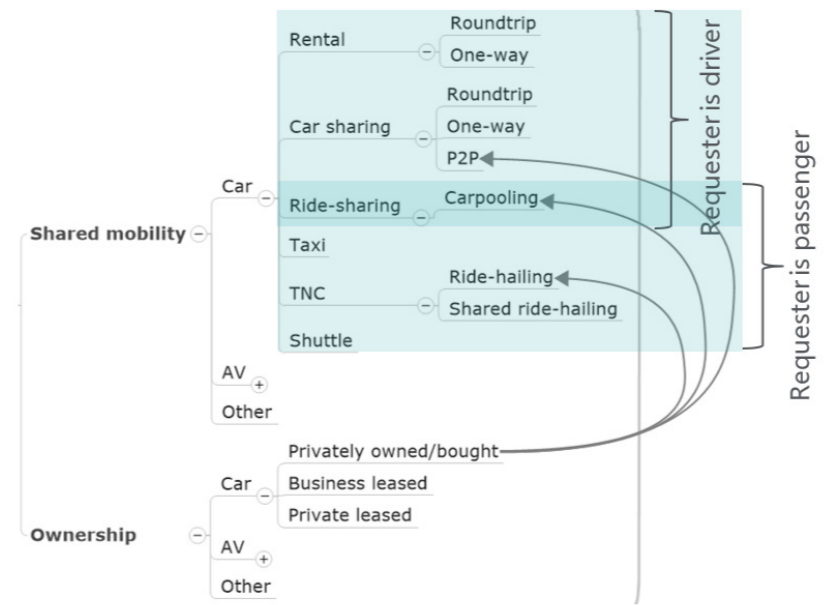 Shared mobility
Car
Rental
Roundtrip
One-way
Car sharing
Roundtrip
One-way
P2P
Ride-sharing
Carpooling
Taxi
TNC
Ride-hailing
Shared ride-hailing
Shuttle
AV
Other
Requester is driver
Requester is passenger
Ownership
Car
Privately owned/bought
Business leased
Private leased
AV
Other